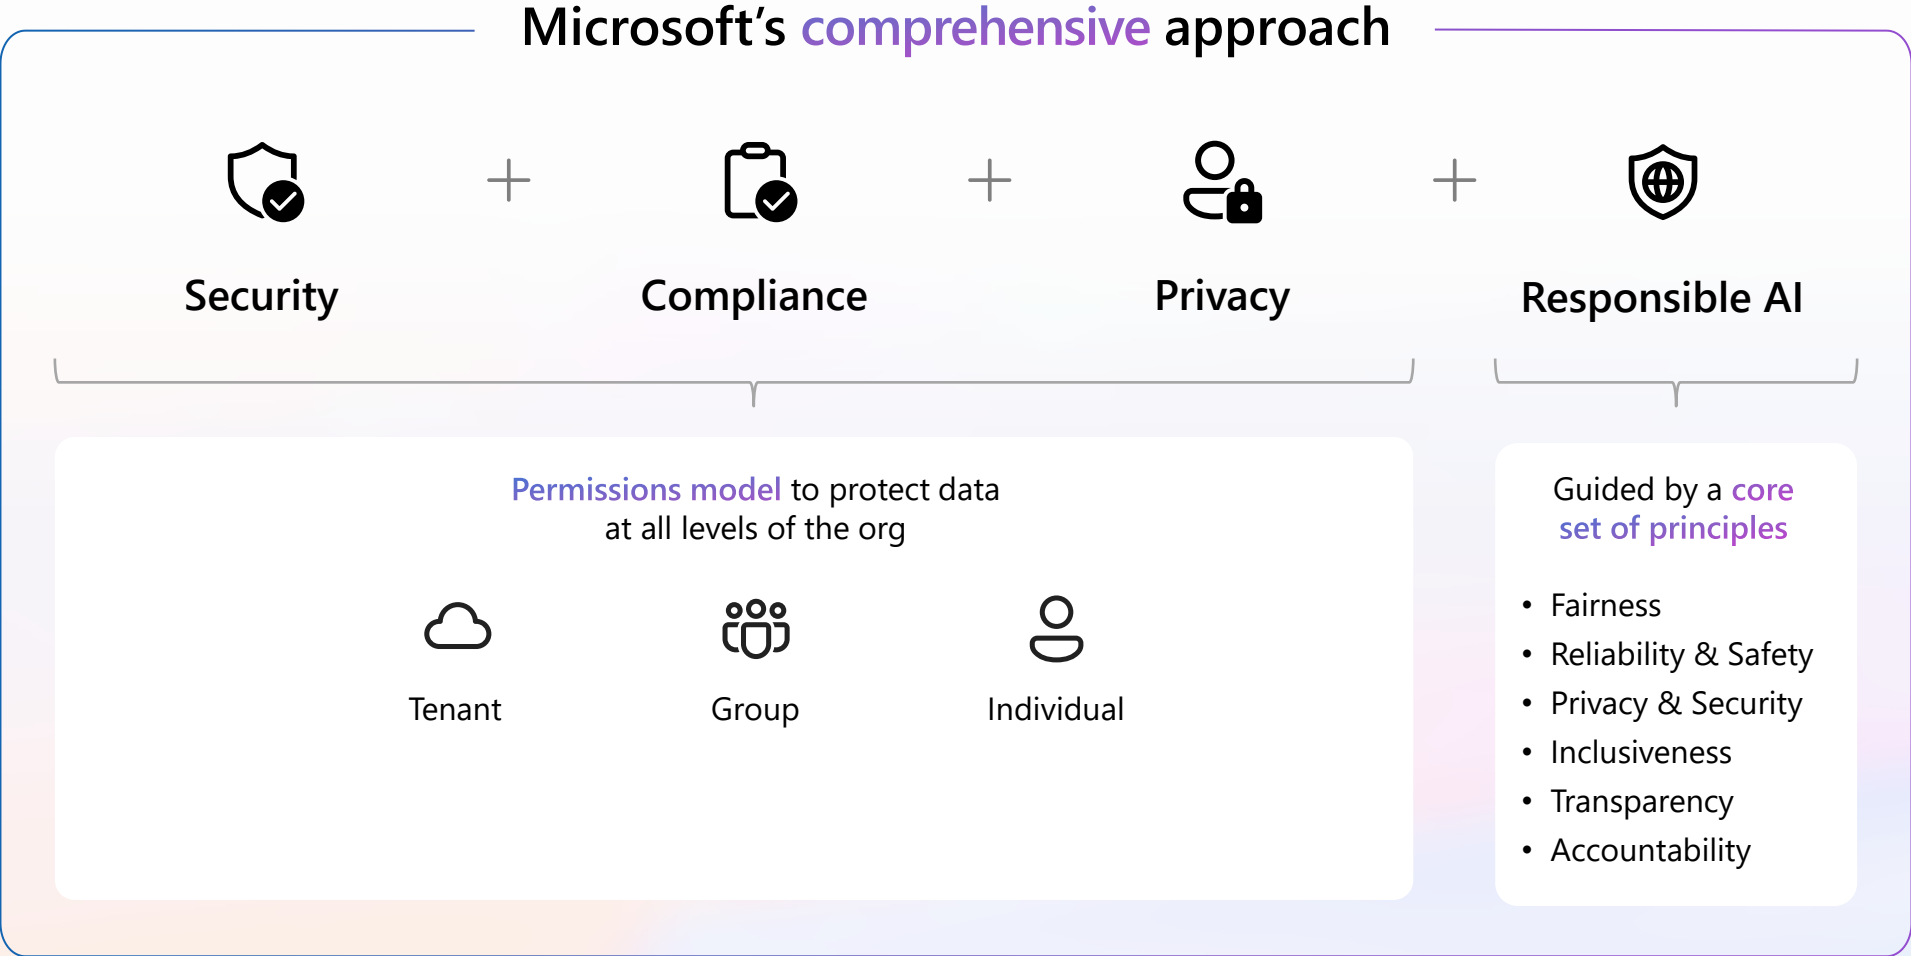 Microsoft’s comprehensive approach
Security
Compliance
Privacy
Responsible AI
Permissions model to protect data
at all levels of the org
Tenant
Group
Individual
Guided by a core
set of principles
• Fairness
• Reliability & Safety
• Privacy & Security
• Inclusiveness
• Transparency
• Accountability